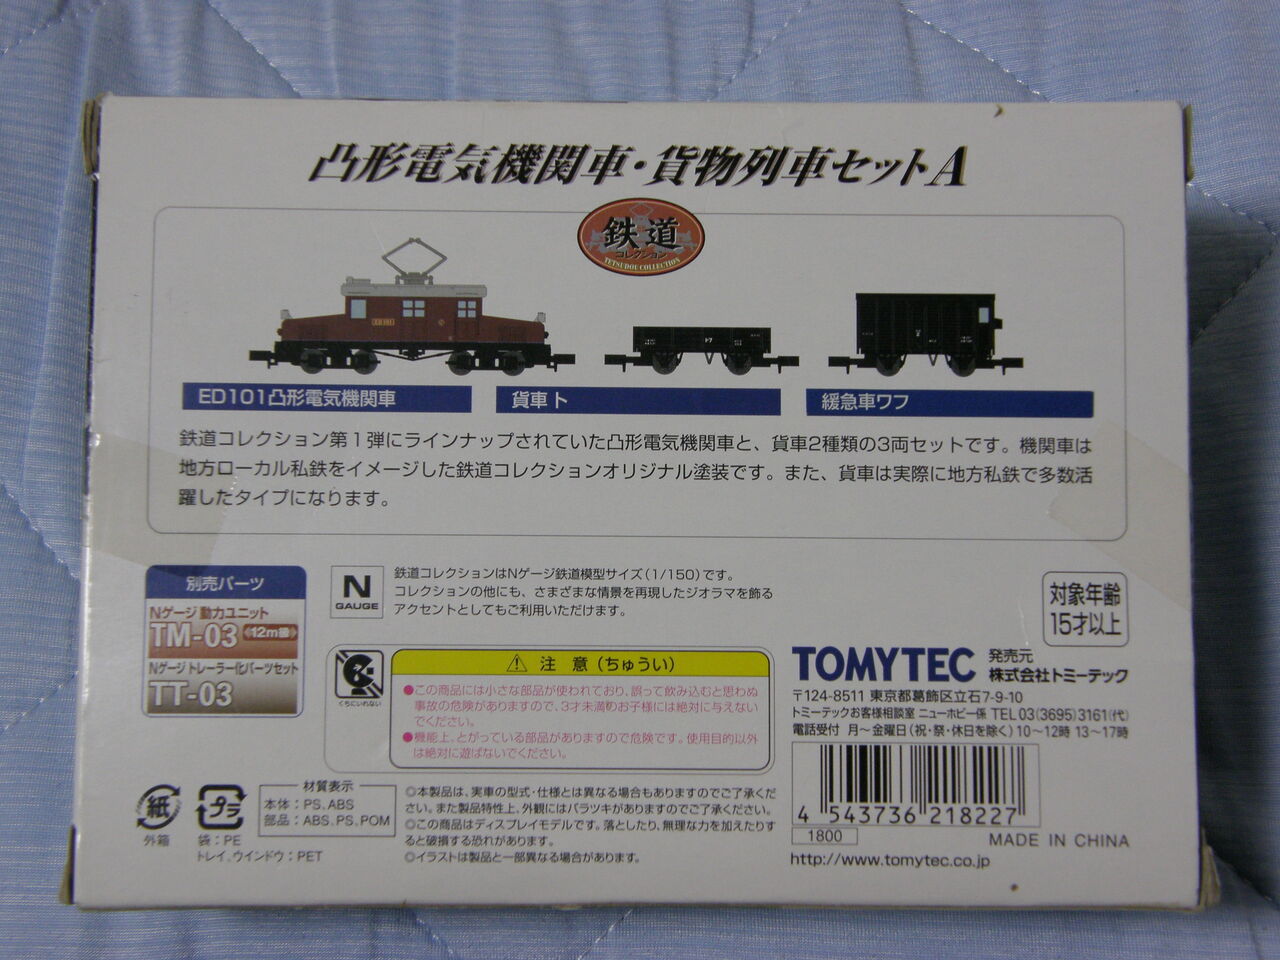 凸形電気機関車・貨物列車セットA
鉄道
コレクション
TETSUDOU COLLECTION
ED101
トフ
ED101凸形電気機関車
貨車ト
緩急車ワフ
鉄道コレクション第1弾にラインナップされていた凸形電気機関車と、貨車2種類の3両セットです。機関車は
地方ローカル私鉄をイメージした鉄道コレクションオリジナル塗装です。また、貨車は実際に地方私鉄で多数活
躍したタイプになります。
別売パーツ
Nゲージ 動力ユニット
TM-03 《12m級》
Nゲージ トレーラー化パーツセット
TT-03
N
GAUGE
鉄道コレクションはNゲージ鉄道模型サイズ(1/150)です。
コレクションの他にも、さまざまな情景を再現したジオラマを飾る
アクセントとしてもご利用いただけます。
対象年齢
15才以上
くちにいれない
注 意 (ちゅうい)
●この商品には小さな部品が使われており、誤って飲み込むと思わぬ
事故の危険がありますので、3才未満のお子様には絶対に与えない
でください。
●機能上、とがっている部品がありますので危険です。使用目的以外
は絶対に遊ばないでください。
TOMYTEC 発売元
株式会社トミーテック
〒124-8511 東京都葛飾区立石7-9-10
トミーテックお客様相談室 ニューホビー係 TEL 03(3695)3161(代)
電話受付 月～金曜日(祝・祭・休日を除く)10～12時 13～17時
紙
外箱
プラ
袋：PE
トレイ、ウインドウ：PET
材質表示
本体：PS、ABS
部品：ABS、PS、POM
◎本製品は、実車の型式・仕様とは異なる場合もありますのでご了承くだ
さい。また製品特性上、外観にはバラツキがありますのでご了承ください。
◎この商品はディスプレイモデルです。落としたり、無理な力を加えたりす
ると破損する恐れがあります。
◎イラストは製品と一部異なる場合があります。
4 543736 218227
1800
MADE IN CHINA
http://www.tomytec.co.jp